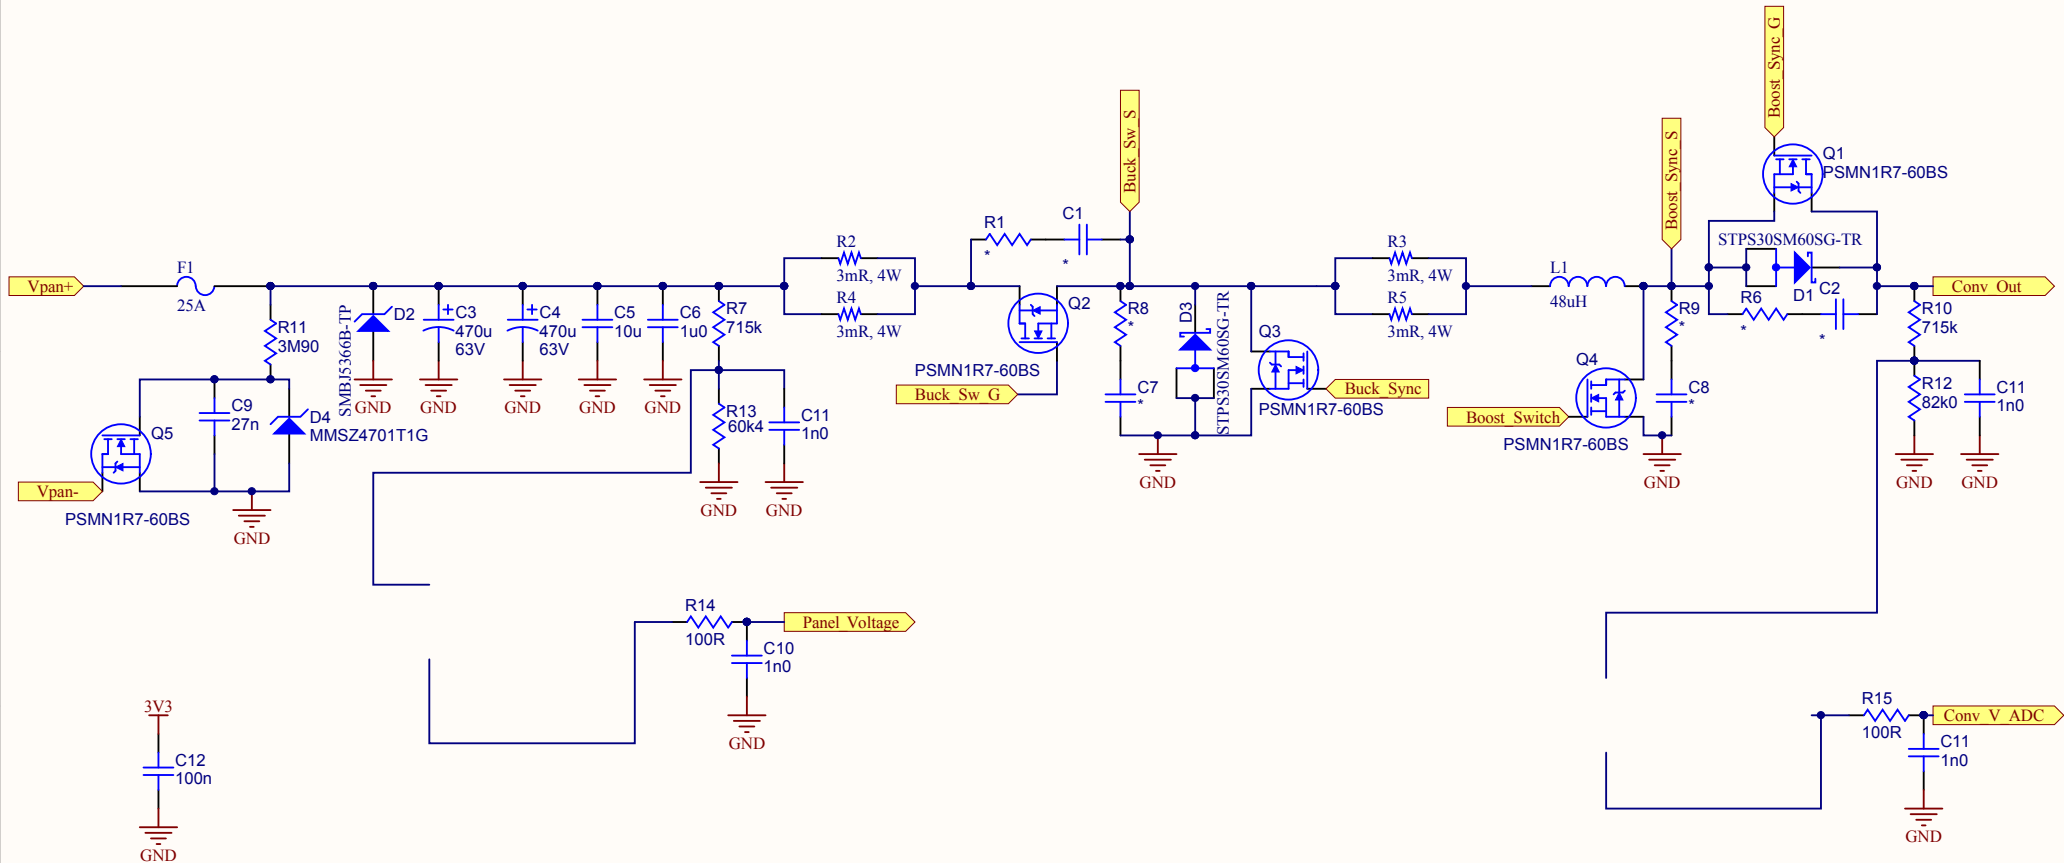 Boost_Sync_G
Q1
PSMN1R7-60BS
Buck_Sw_S
Boost_Sync_S
STPS30SM60SG-TR
D1
R1
*
C1
*
R2
3mR, 4W
R3
3mR, 4W
F1
25A
Vpan+
L1
48uH
R6
*
C2
*
Conv_Out
R11
3M90
SMBJ5366B-TP
D2
C3
470u
63V
C4
470u
63V
C5
10u
C6
1u0
R7
715k
R4
3mR, 4W
Q2
PSMN1R7-60BS
Buck_Sw_G
R8
*
D3
STPS30SM60SG-TR
Q3
PSMN1R7-60BS
Buck_Sync
R5
3mR, 4W
R9
*
R10
715k
Q4
PSMN1R7-60BS
Boost_Switch
C7
*
C8
*
R12
82k0
C11
1n0
GND
GND
GND
GND
GND
C9
27n
D4
MMSZ4701T1G
Q5
Vpan-
PSMN1R7-60BS
GND
R13
60k4
C11
1n0
GND
GND
GND
GND
GND
GND
R14
100R
Panel_Voltage
C10
1n0
GND
3V3
C12
100n
GND
R15
100R
Conv_V_ADC
C11
1n0
GND